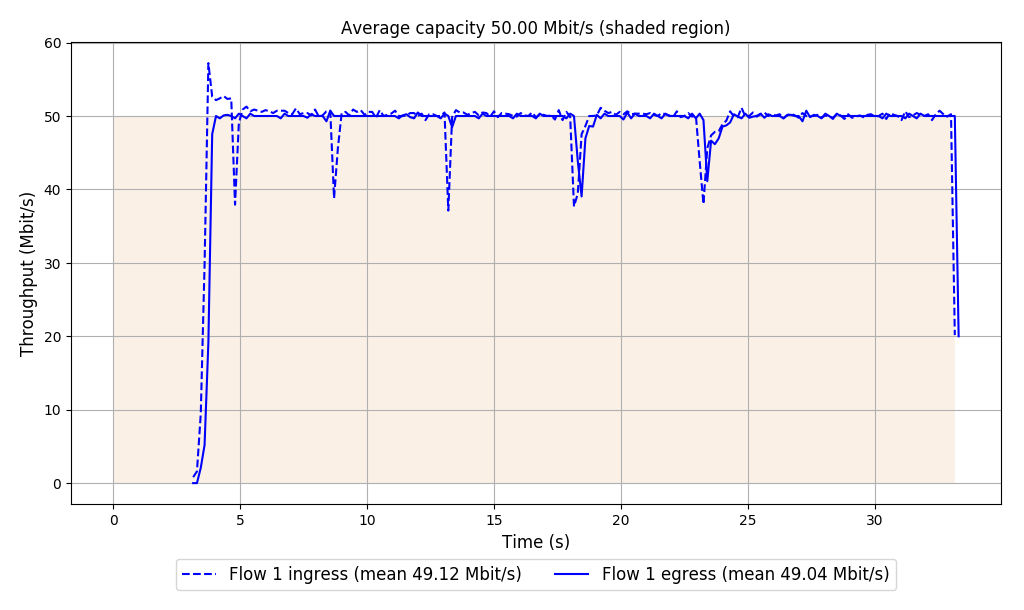 Average capacity 50.00 Mbit/s (shaded region)
Throughput (Mbit/s)
60
50
40
30
20
10
0
0 5 10 15 20 25 30
Time (s)
Flow 1 ingress (mean 49.12 Mbit/s) Flow 1 egress (mean 49.04 Mbit/s)